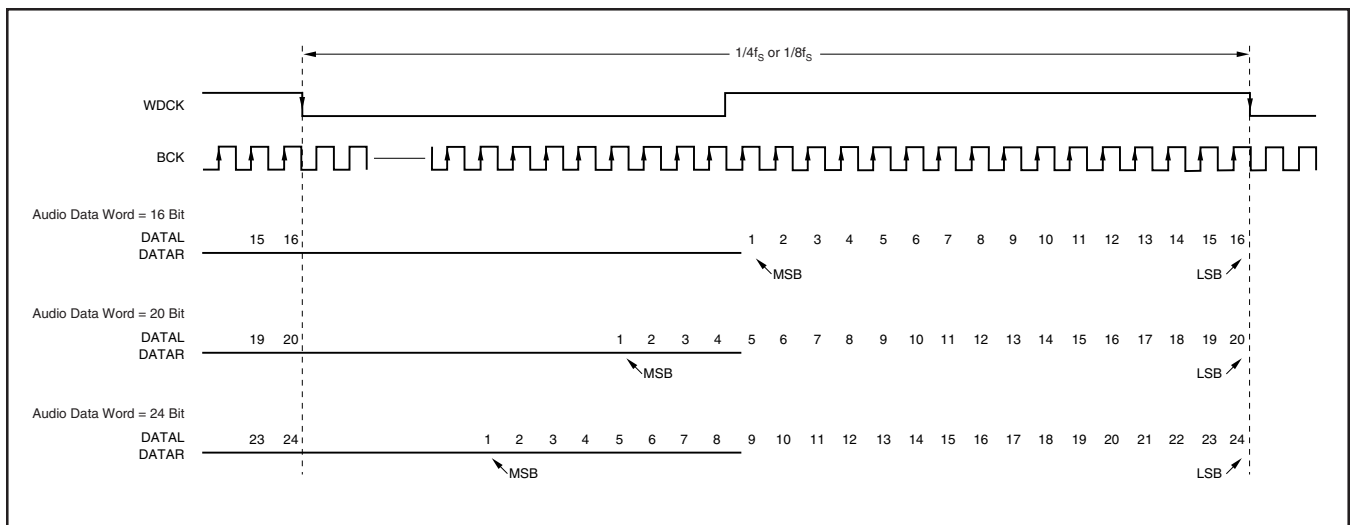 1/4fS or 1/8fS
WDCK
BCK
Audio Data Word = 16 Bit
DATAL 15 16 1 2 3 4 5 6 7 8 9 10 11 12 13 14 15 16
DATAR
MSB LSB
Audio Data Word = 20 Bit
DATAL 19 20 1 2 3 4 5 6 7 8 9 10 11 12 13 14 15 16 17 18 19 20
DATAR
MSB LSB
Audio Data Word = 24 Bit
DATAL 23 24 1 2 3 4 5 6 7 8 9 10 11 12 13 14 15 16 17 18 19 20 21 22 23 24
DATAR
MSB LSB